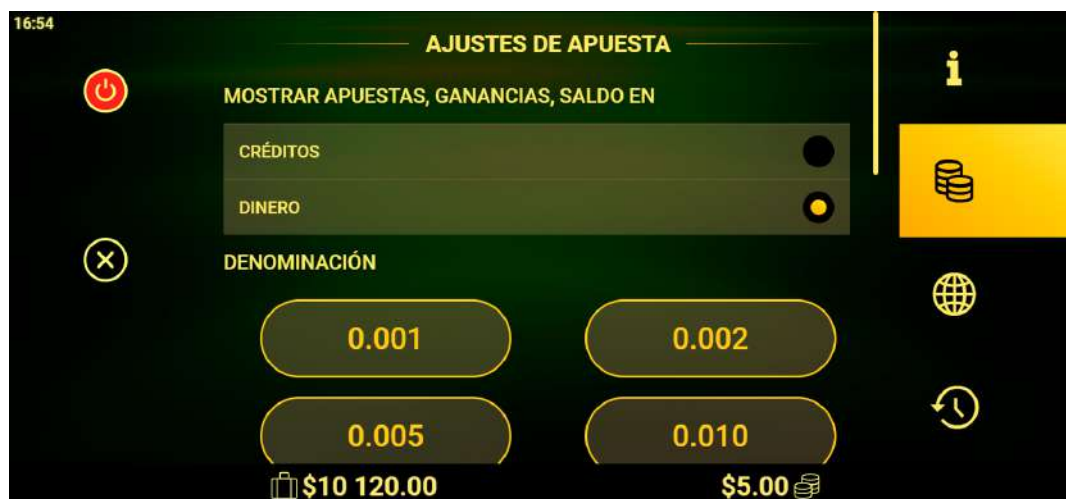 16:54
AJUSTES DE APUESTA
MOSTRAR APUESTAS, GANANCIAS, SALDO EN
CRÉDITOS
DINERO
DENOMINACIÓN
0.001 0.002
0.005 0.010
$10 120.00 $5.00